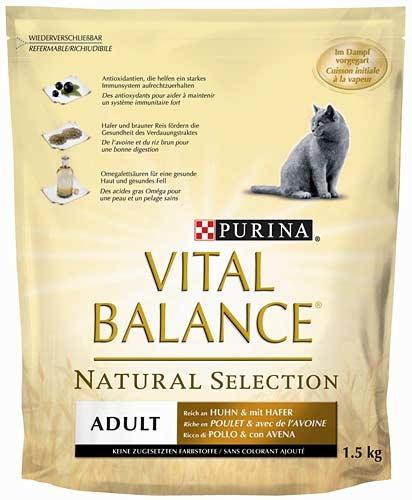 WIEDERVERSCHLIEßBAR
REFERMABLE/RICHIUDIBILE
Im Dampf
vorgegart
Cuisson initiale
à la vapeur
Antioxidantien, die helfen ein starkes
Immunsystem aufrechtzuerhalten
Des antioxydants pour aider à maintenir
un système immunitaire fort
Hafer und brauner Reis fördern die
Gesundheit des Verdauungstraktes
De l'avoine et du riz brun pour
une bonne digestion
Omegafettsäuren für eine gesunde
Haut und gesundes Fell
Des acides gras Oméga pour
une peau et un pelage sains
PURINA®
VITAL
BALANCE®
NATURAL SELECTION
ADULT
Reich an HUHN & mit HAFER
Riche en POULET & avec de l'AVOINE
Ricco di POLLO & con AVENA
KEINE ZUGESETZTEN FARBSTOFFE / SANS COLORANT AJOUTÉ
1.5 kg